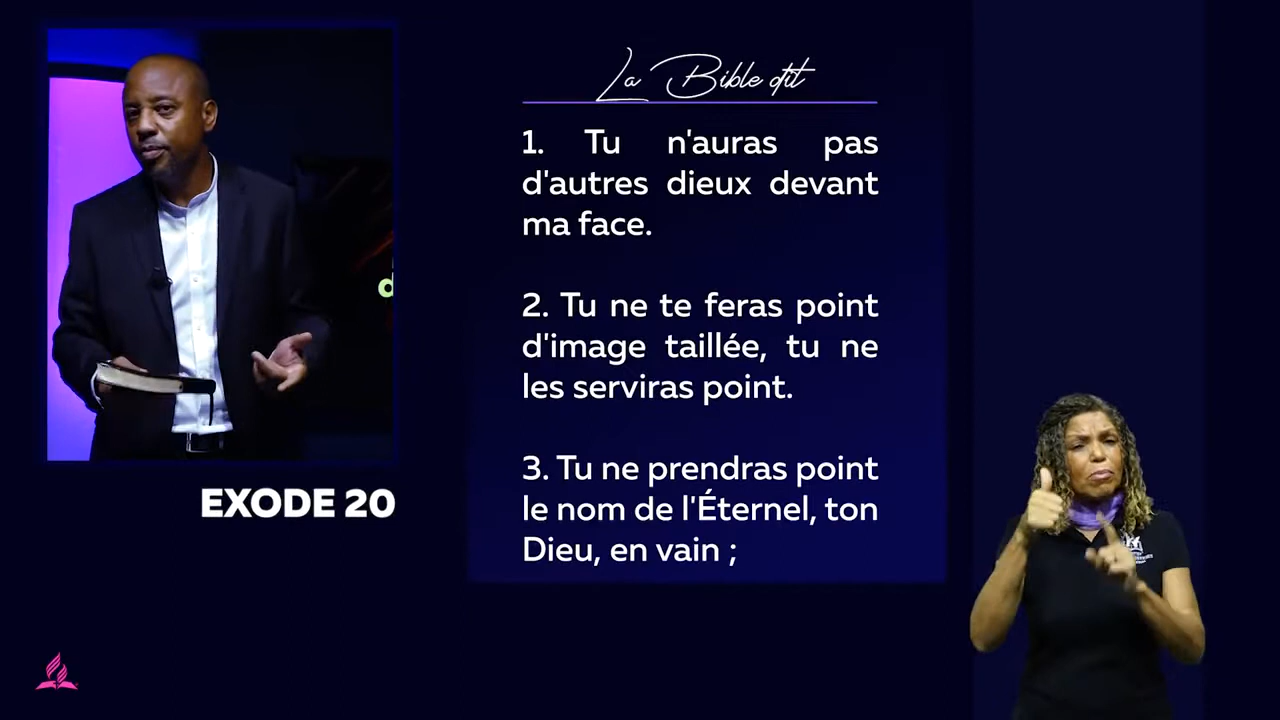 La Bible dit
1. Tu n'auras pas
d'autres dieux devant
ma face.
2. Tu ne te feras point
d'image taillée, tu ne
les serviras point.
3. Tu ne prendras point
le nom de l'Éternel, ton
Dieu, en vain ;
EXODE 20